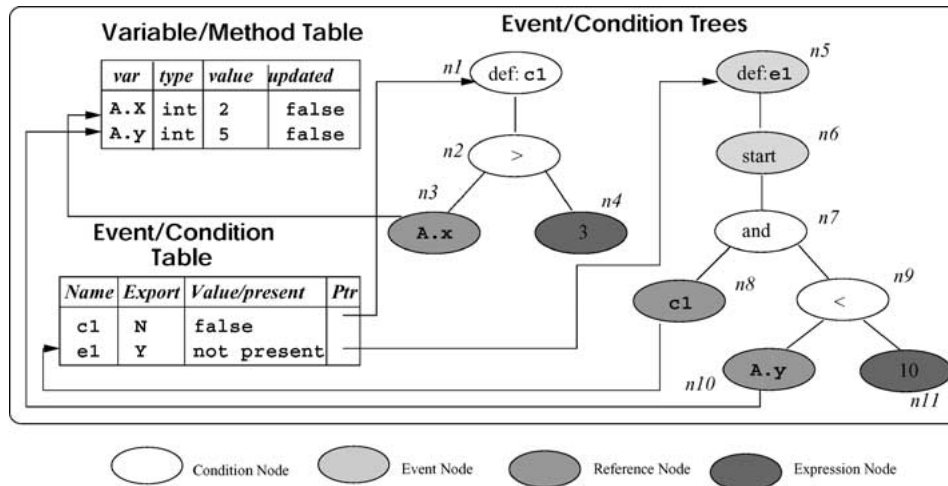 Variable/Method Table
var type value updated
A.X int 2 false
A.y int 5 false
Event/Condition Table
Name Export Value/present Ptr
c1 N false
e1 Y not present
Event/Condition Trees
n1
def: c1
n2
>
n3
A.x
n4
3
n5
def: e1
n6
start
n7
and
n8
c1
n9
<
n10
A.y
10
n11
Condition Node
Event Node
Reference Node
Expression Node